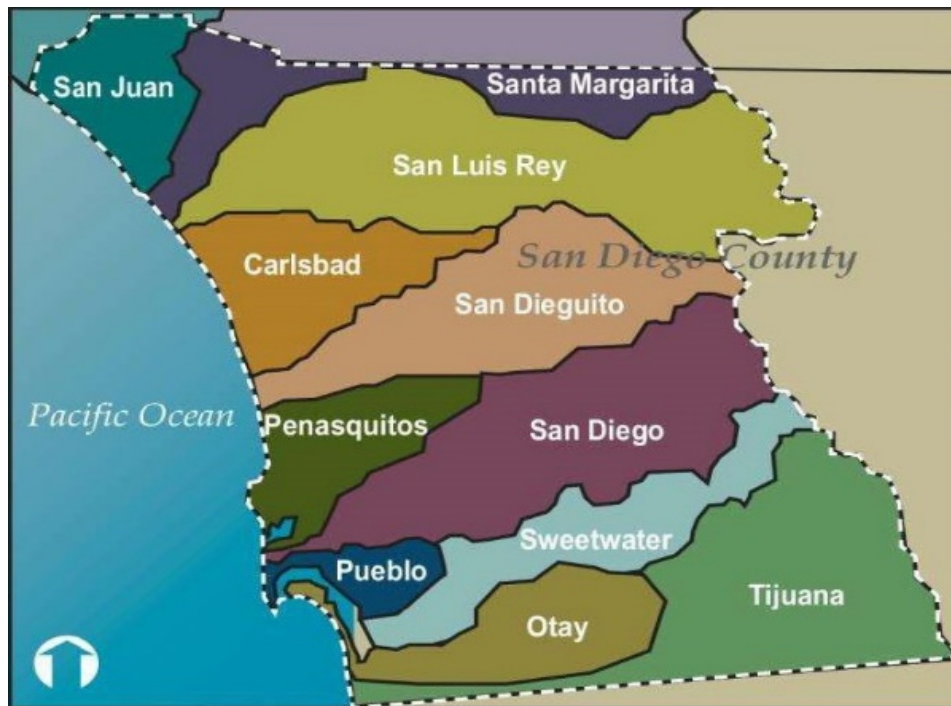 San Juan
Santa Margarita
San Luis Rey
San Diego County
Carlsbad
San Dieguito
Pacific Ocean
Penasquitos
San Diego
Sweetwater
Pueblo
Tijuana
Otay